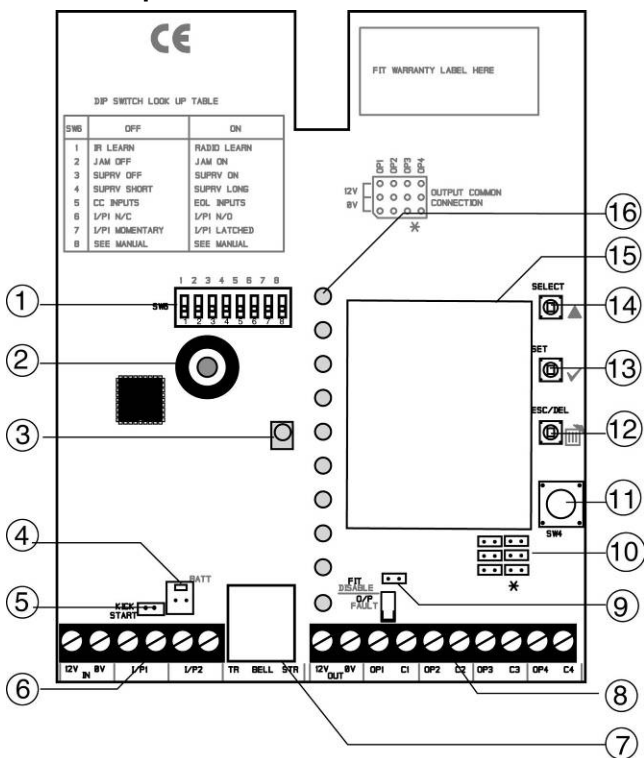 CE
FIT WARRANTY LABEL HERE
DIP SWITCH LOOK UP TABLE
SW6 OFF ON
1 IR LEARN RADIO LEARN
2 JAM OFF JAM ON
3 SUPRV OFF SUPRV ON
4 SUPRV SHORT SUPRV LONG
5 CC INPUTS EOL INPUTS
6 I/P1 N/C I/P1 N/O
7 I/P1 MOMENTARY I/P1 LATCHED
8 SEE MANUAL SEE MANUAL
OP1 OP2 OP3 OP4
12V
0V
OUTPUT COMMON
CONNECTION
*
16
15
1 2 3 4 5 6 7 8
SW6
1 2 3 4 5 6 7 8
1
SELECT
14
2
SET
13
3
ESC/DEL
12
11
SW4
4
BATT
10
*
5
KICK
START
FIT
DISABLE
O/P
FAULT
9
12V 0V I/P1 I/P2 TR BELL STR 12V 0V OP1 C1 OP2 C2 OP3 C3 OP4 C4
IN OUT
6
8
7